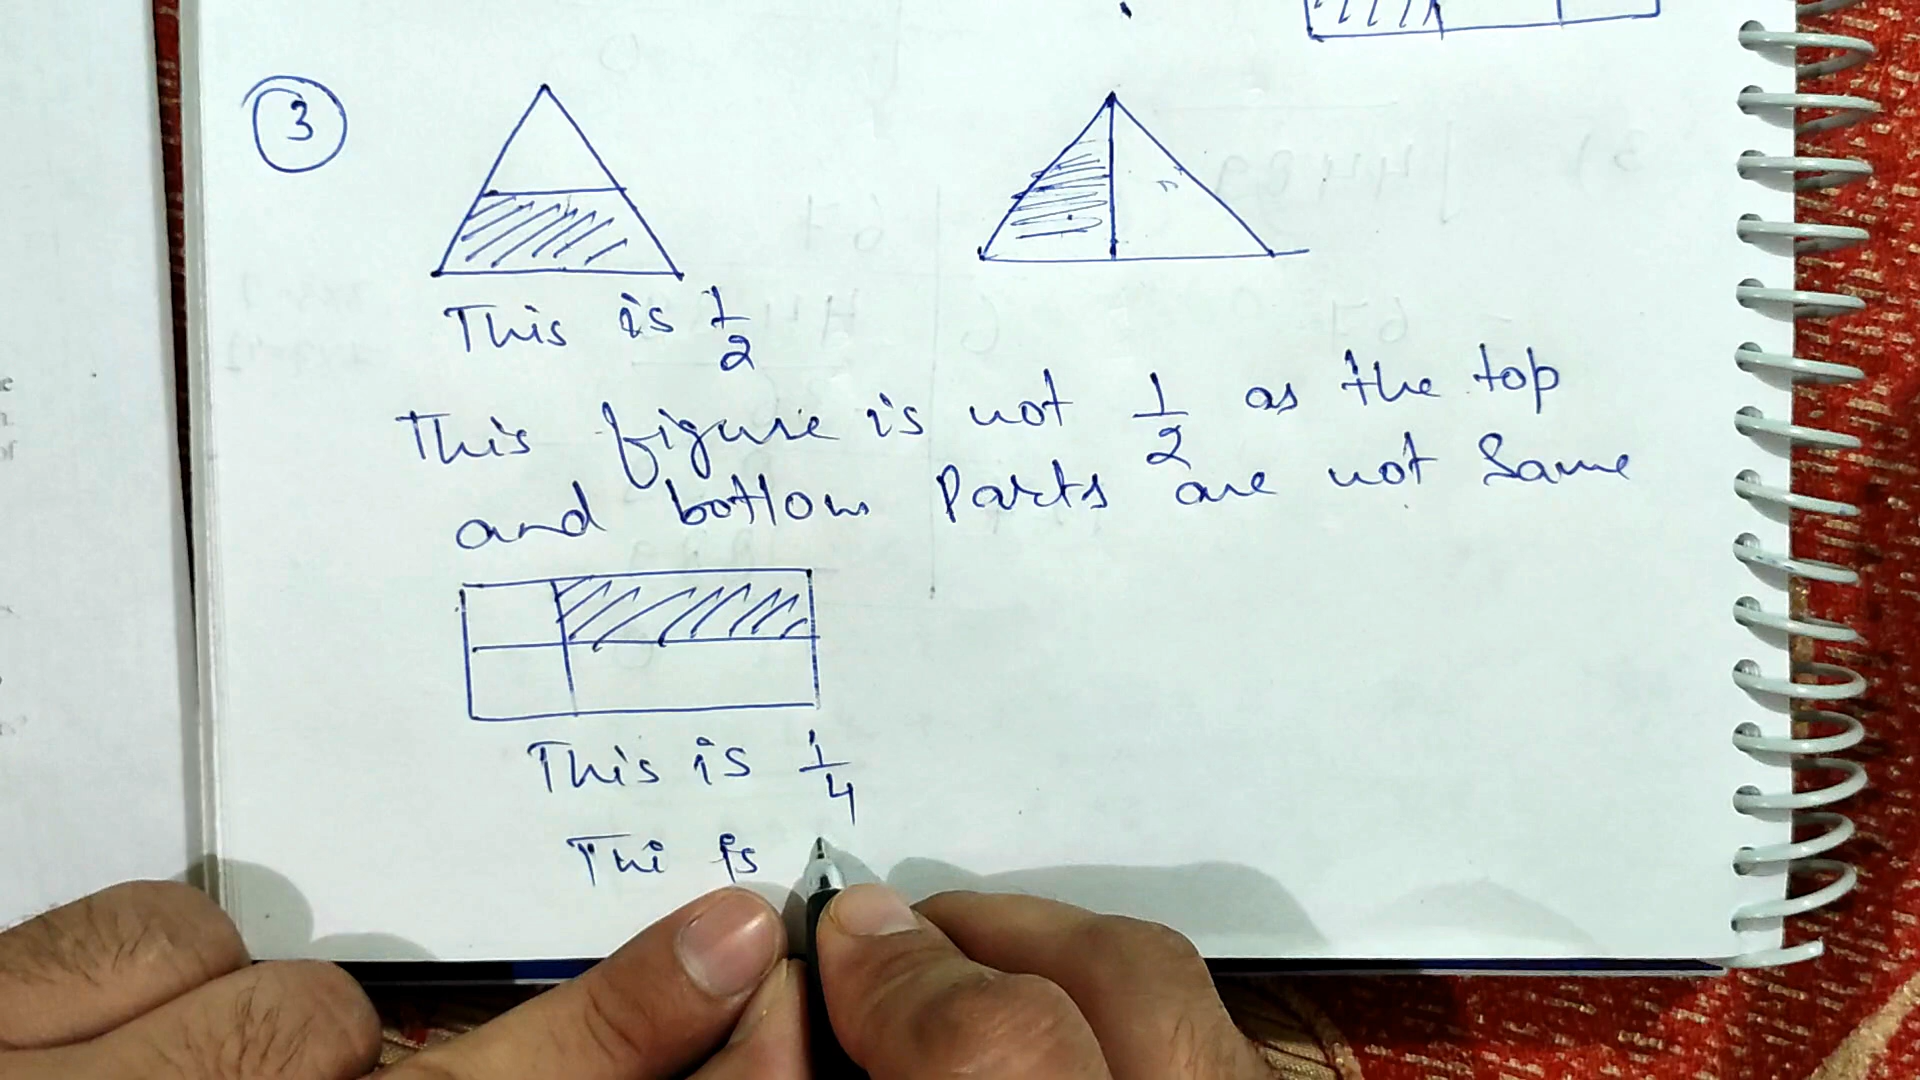 3
This is 1/2
This figure is not 1/2 as the top
and bottom Parts are not Same
This is 1/4
Thi is